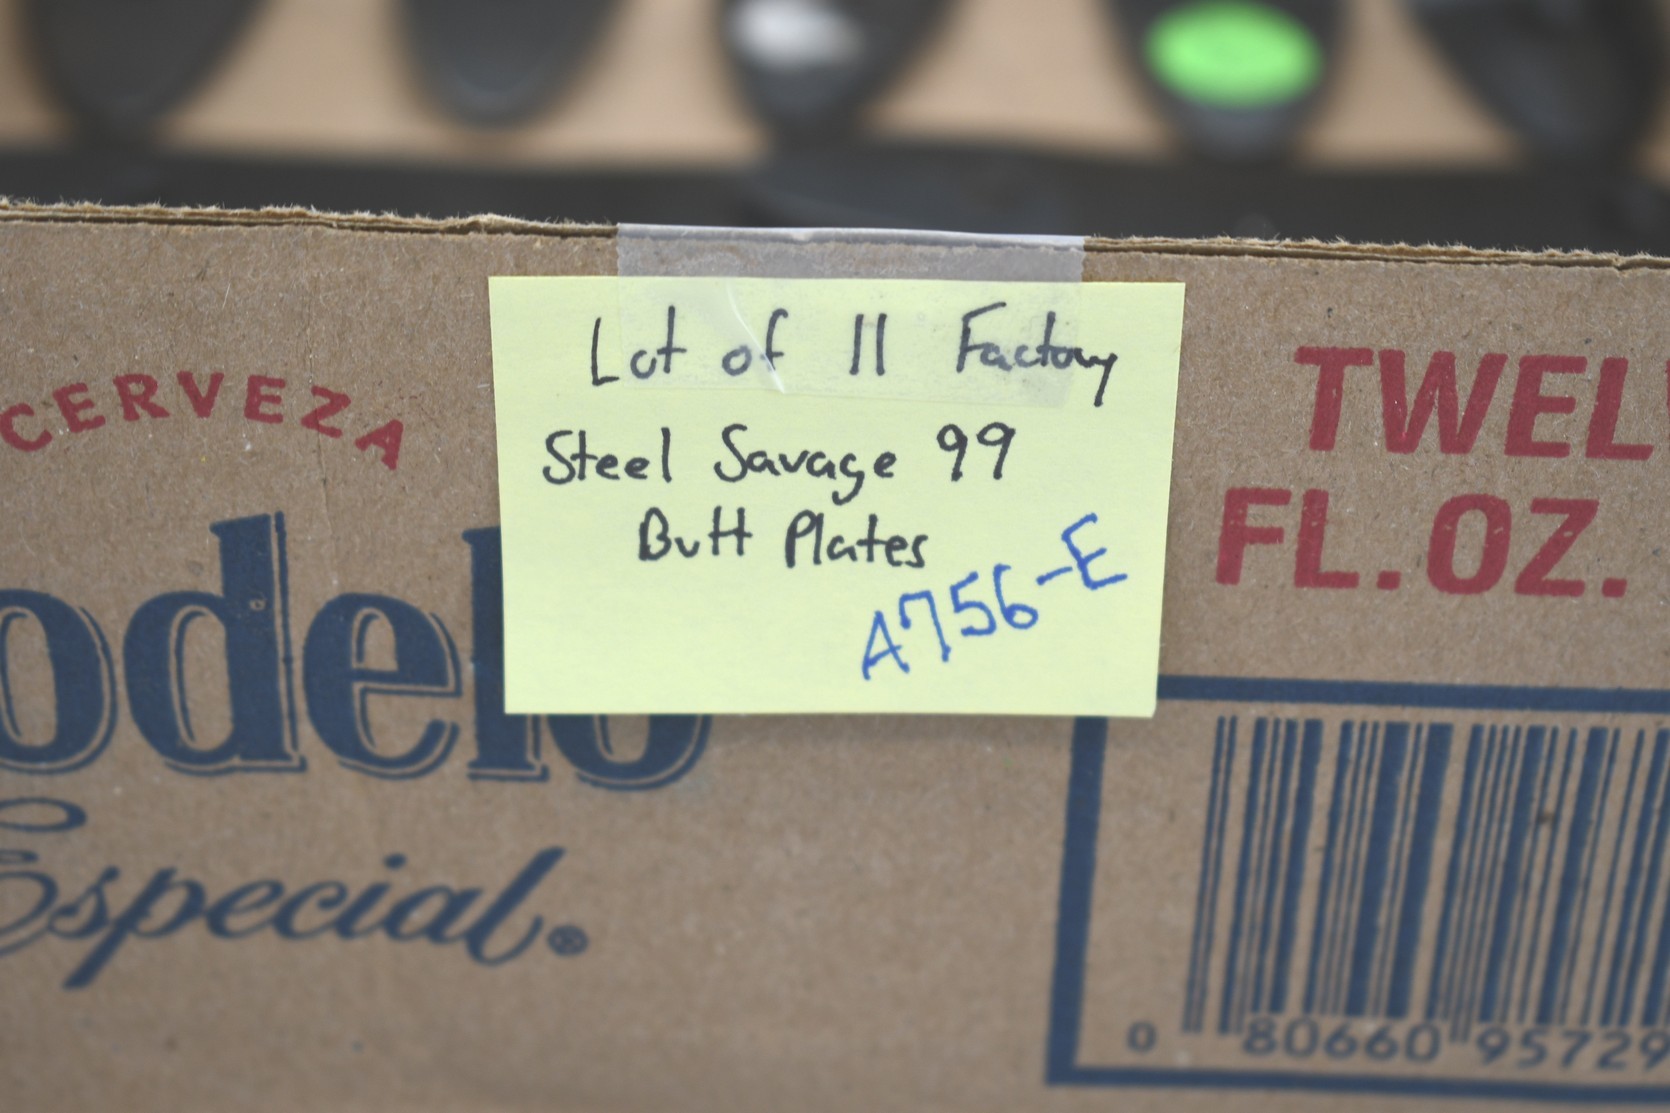 Lot of 11 Factory
Steel Savage 99
Butt Plates
A756-E
CERVEZA
odelo
Especial®
TWEL
FL.OZ.
0 80660 95729